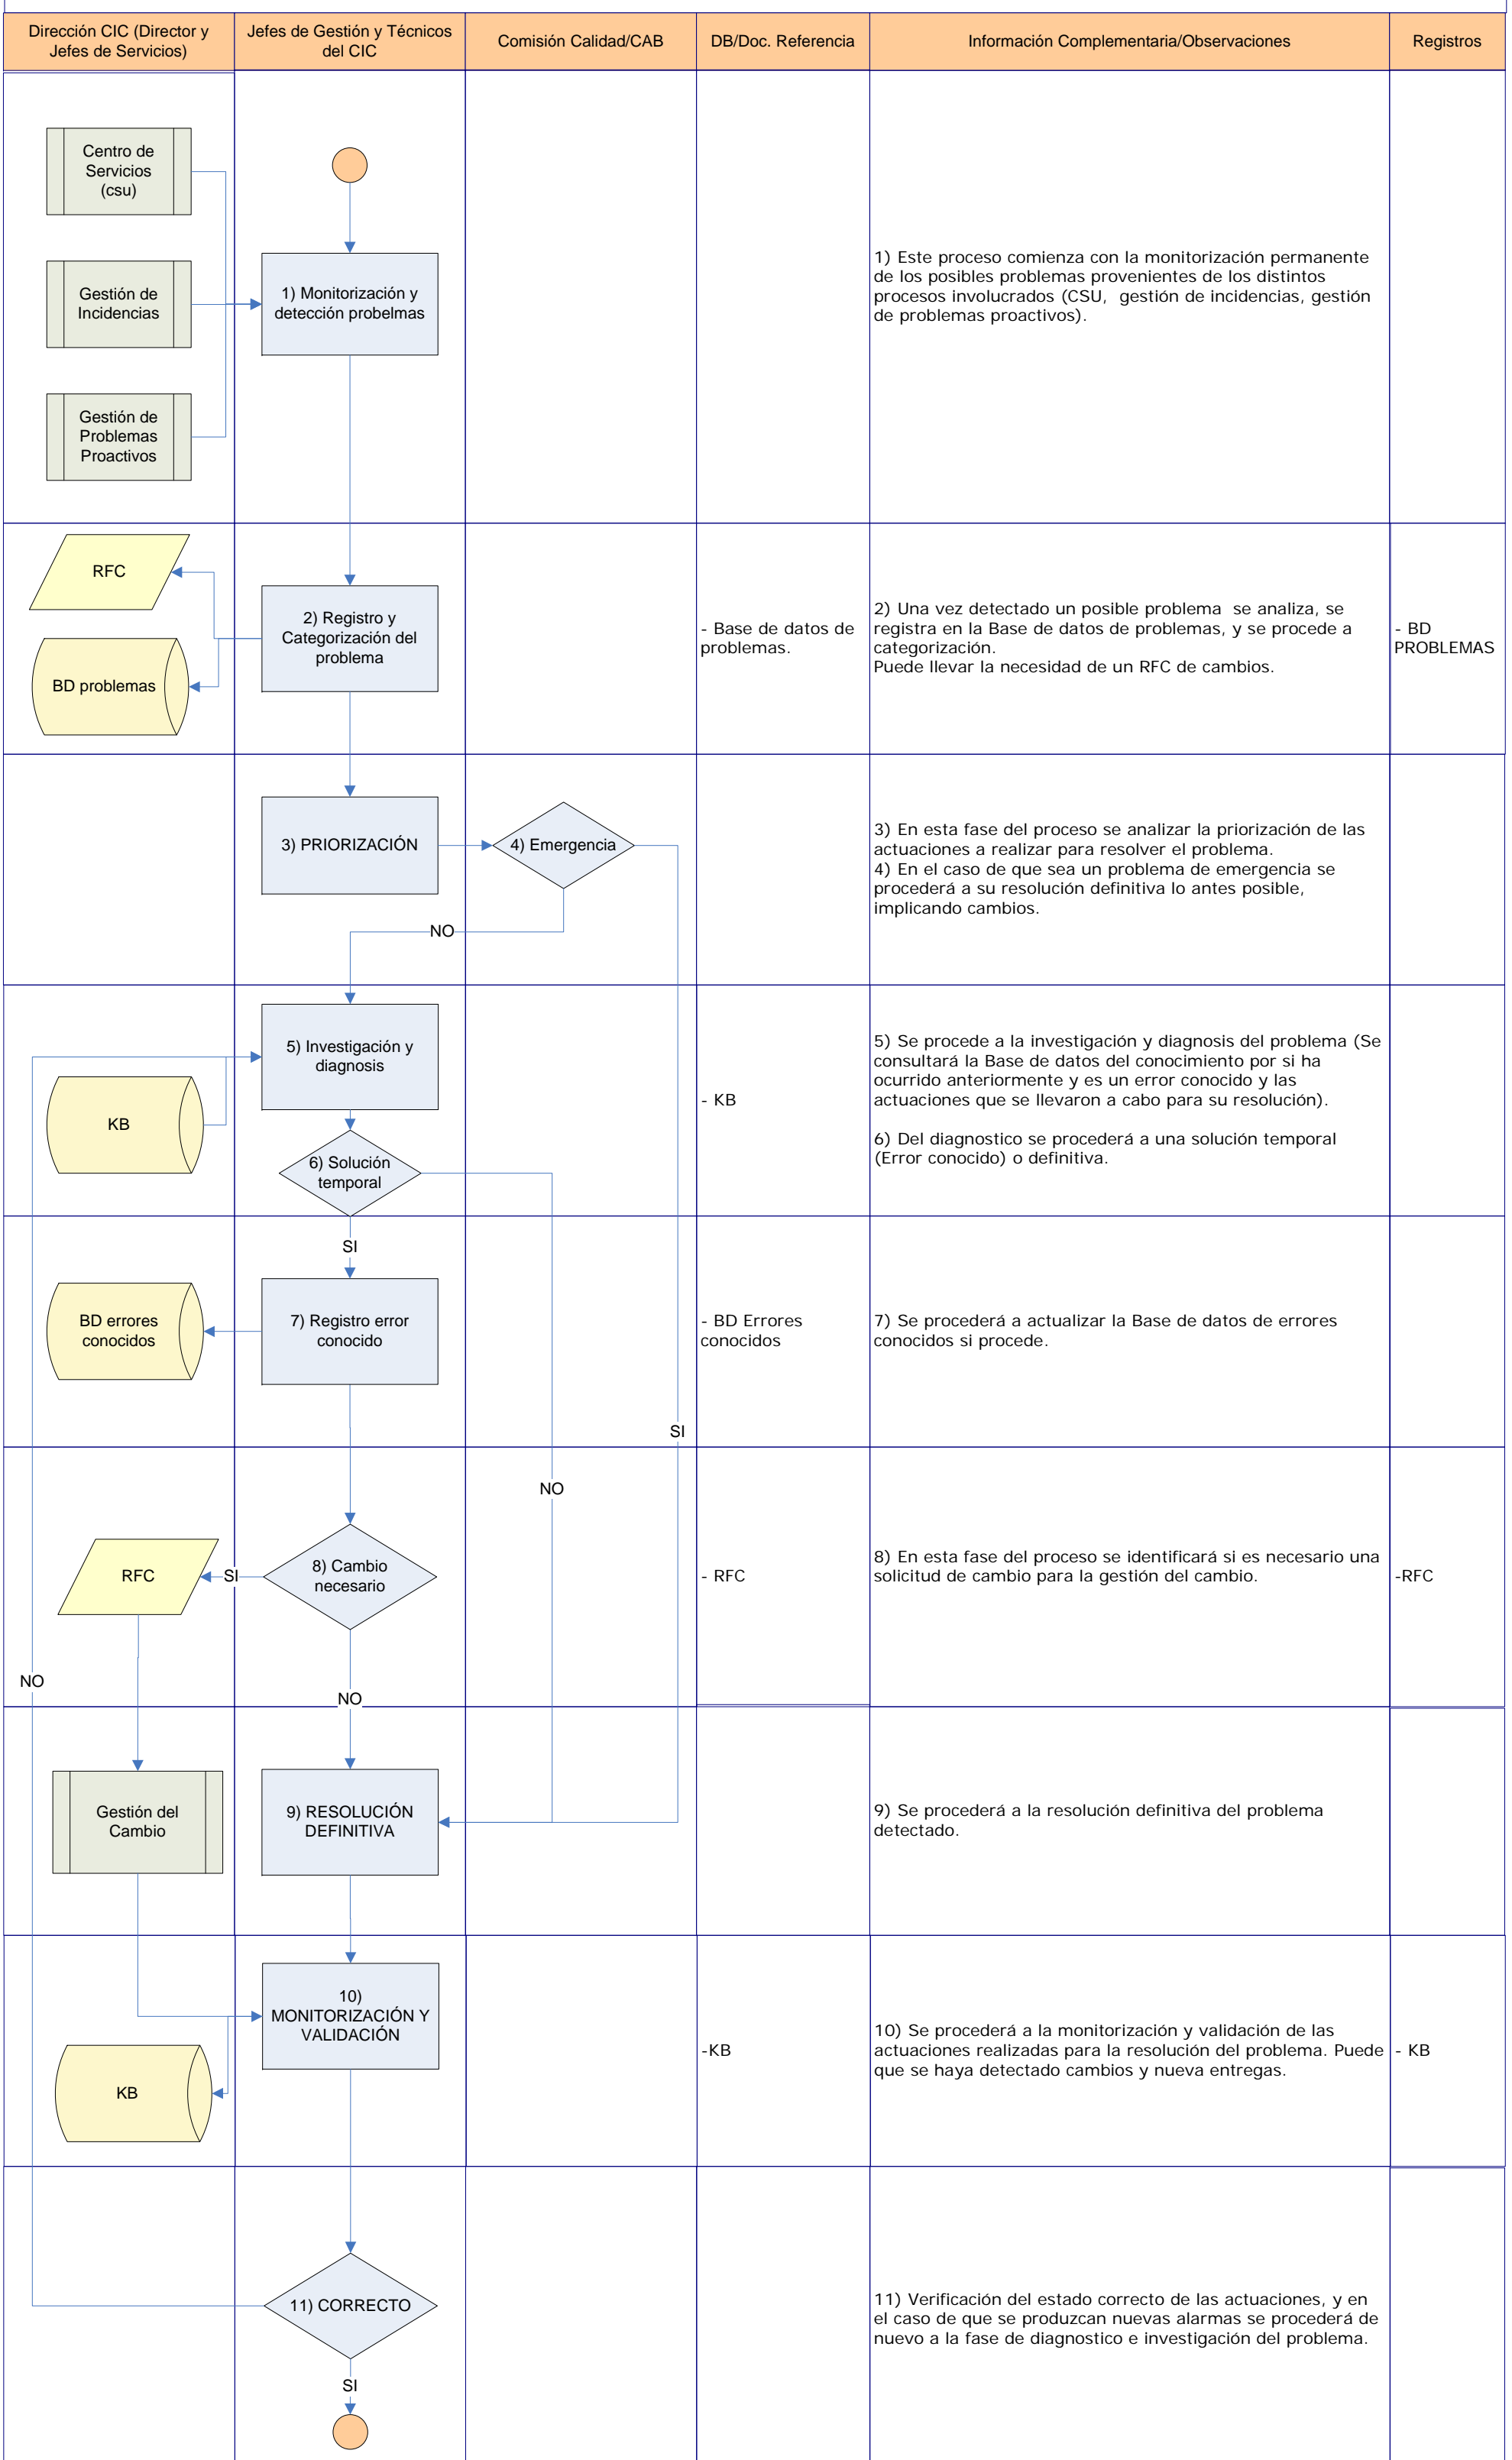 Dirección CIC (Director y
Jefes de Servicios)
Jefes de Gestión y Técnicos
del CIC
Comisión Calidad/CAB
DB/Doc. Referencia
Información Complementaria/Observaciones
Registros
Centro de
Servicios
(csu)
Gestión de
Incidencias
Gestión de
Problemas
Proactivos
1) Monitorización y
detección probelmas
1) Este proceso comienza con la monitorización permanente
de los posibles problemas provenientes de los distintos
procesos involucrados (CSU,  gestión de incidencias, gestión
de problemas proactivos).
RFC
BD problemas
2) Registro y
Categorización del
problema
- Base de datos de
problemas.
2) Una vez detectado un posible problema  se analiza, se
registra en la Base de datos de problemas, y se procede a
categorización.
Puede llevar la necesidad de un RFC de cambios.
- BD
PROBLEMAS
3) PRIORIZACIÓN
4) Emergencia
NO
3) En esta fase del proceso se analizar la priorización de las
actuaciones a realizar para resolver el problema.
4) En el caso de que sea un problema de emergencia se
procederá a su resolución definitiva lo antes posible,
implicando cambios.
KB
5) Investigación y
diagnosis
6) Solución
temporal
- KB
5) Se procede a la investigación y diagnosis del problema (Se
consultará la Base de datos del conocimiento por si ha
ocurrido anteriormente y es un error conocido y las
actuaciones que se llevaron a cabo para su resolución).
6) Del diagnostico se procederá a una solución temporal
(Error conocido) o definitiva.
SI
BD errores
conocidos
7) Registro error
conocido
SI
- BD Errores
conocidos
7) Se procederá a actualizar la Base de datos de errores
conocidos si procede.
NO
RFC
SI
8) Cambio
necesario
- RFC
8) En esta fase del proceso se identificará si es necesario una
solicitud de cambio para la gestión del cambio.
-RFC
NO
NO
Gestión del
Cambio
9) RESOLUCIÓN
DEFINITIVA
9) Se procederá a la resolución definitiva del problema
detectado.
10)
MONITORIZACIÓN Y
VALIDACIÓN
KB
-KB
10) Se procederá a la monitorización y validación de las
actuaciones realizadas para la resolución del problema. Puede
que se haya detectado cambios y nueva entregas.
- KB
11) CORRECTO
11) Verificación del estado correcto de las actuaciones, y en
el caso de que se produzcan nuevas alarmas se procederá de
nuevo a la fase de diagnostico e investigación del problema.
SI